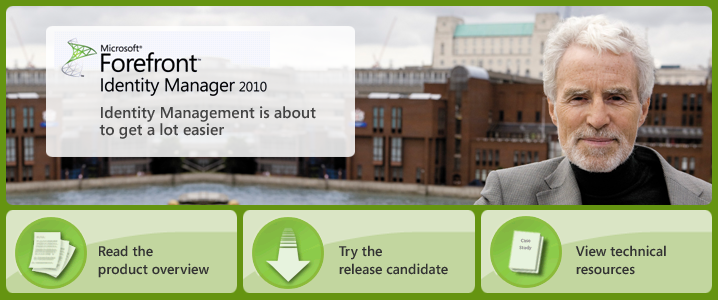 Microsoft®
Forefront™
Identity Manager 2010
Identity Management is about
to get a lot easier
Read the
product overview
Try the
release candidate
Case
Study
View technical
resources